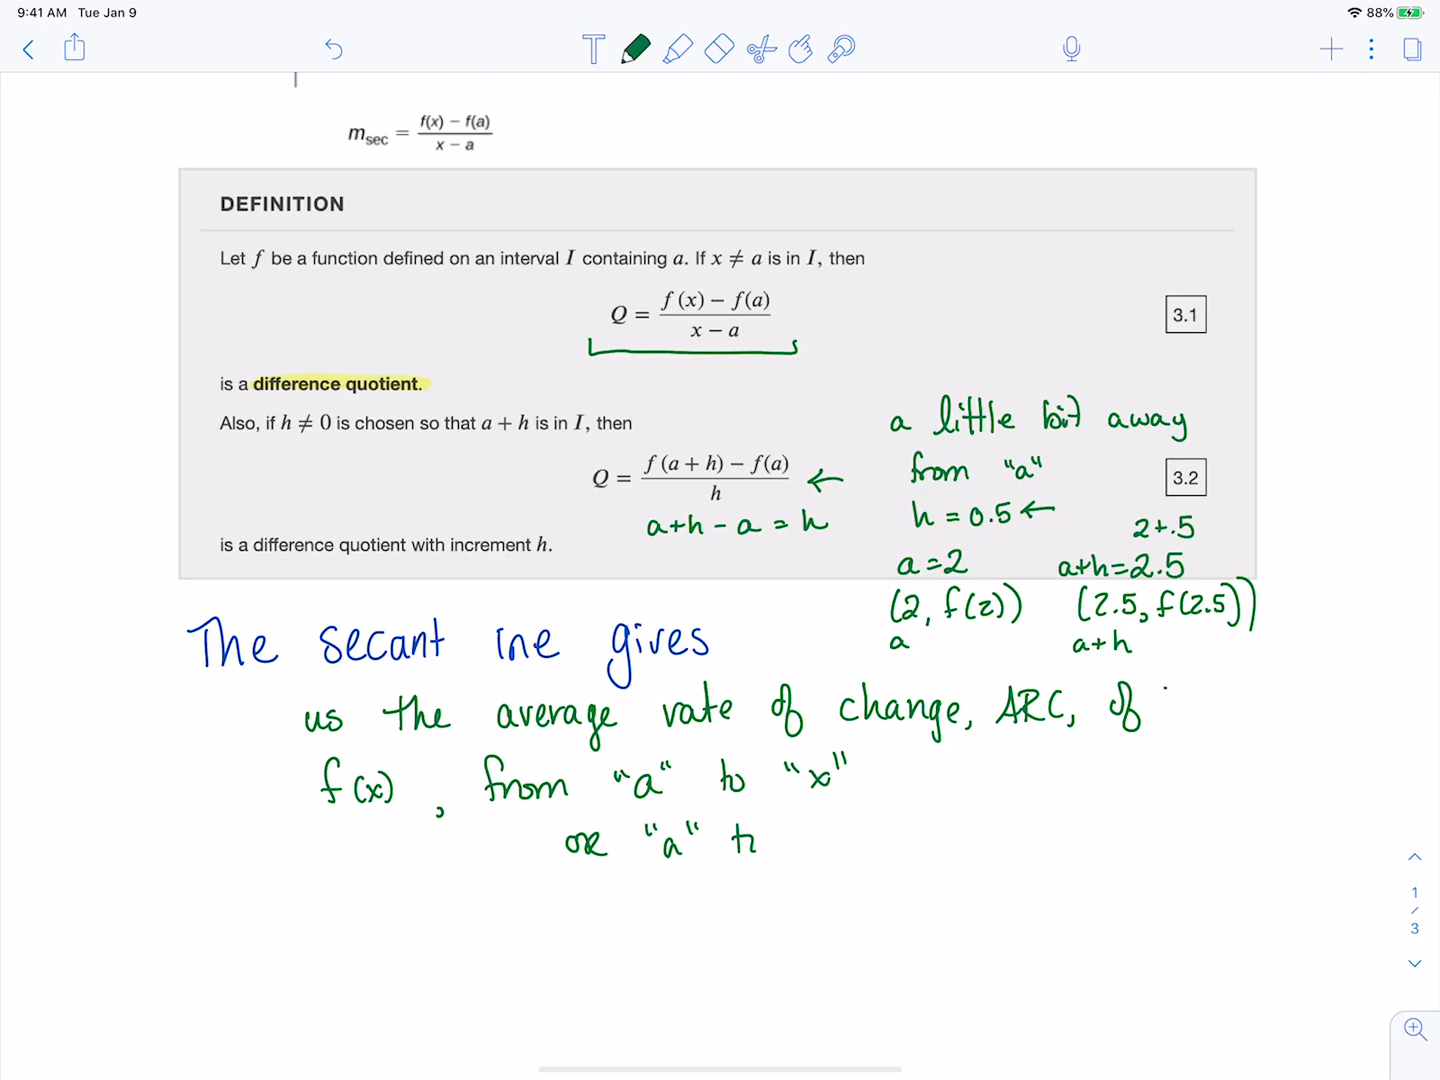 9:41 AM Tue Jan 9
88%
m_sec = (f(x) − f(a))/(x − a)
DEFINITION
Let f be a function defined on an interval I containing a. If x ≠ a is in I, then
Q = (f(x) − f(a))/(x − a)
3.1
is a difference quotient.
Also, if h ≠ 0 is chosen so that a + h is in I, then
a little bit away
from "a"
Q = (f(a + h) − f(a))/h ←
3.2
a+h - a = h
h = 0.5 ←
2+.5
is a difference quotient with increment h.
a=2
a+h=2.5
(2, f(2))
(2.5, f(2.5))
a
a+h
The secant ine gives
us the average rate of change, ARC, of
f(x), from "a" to "x"
or "a" t
1
/
3